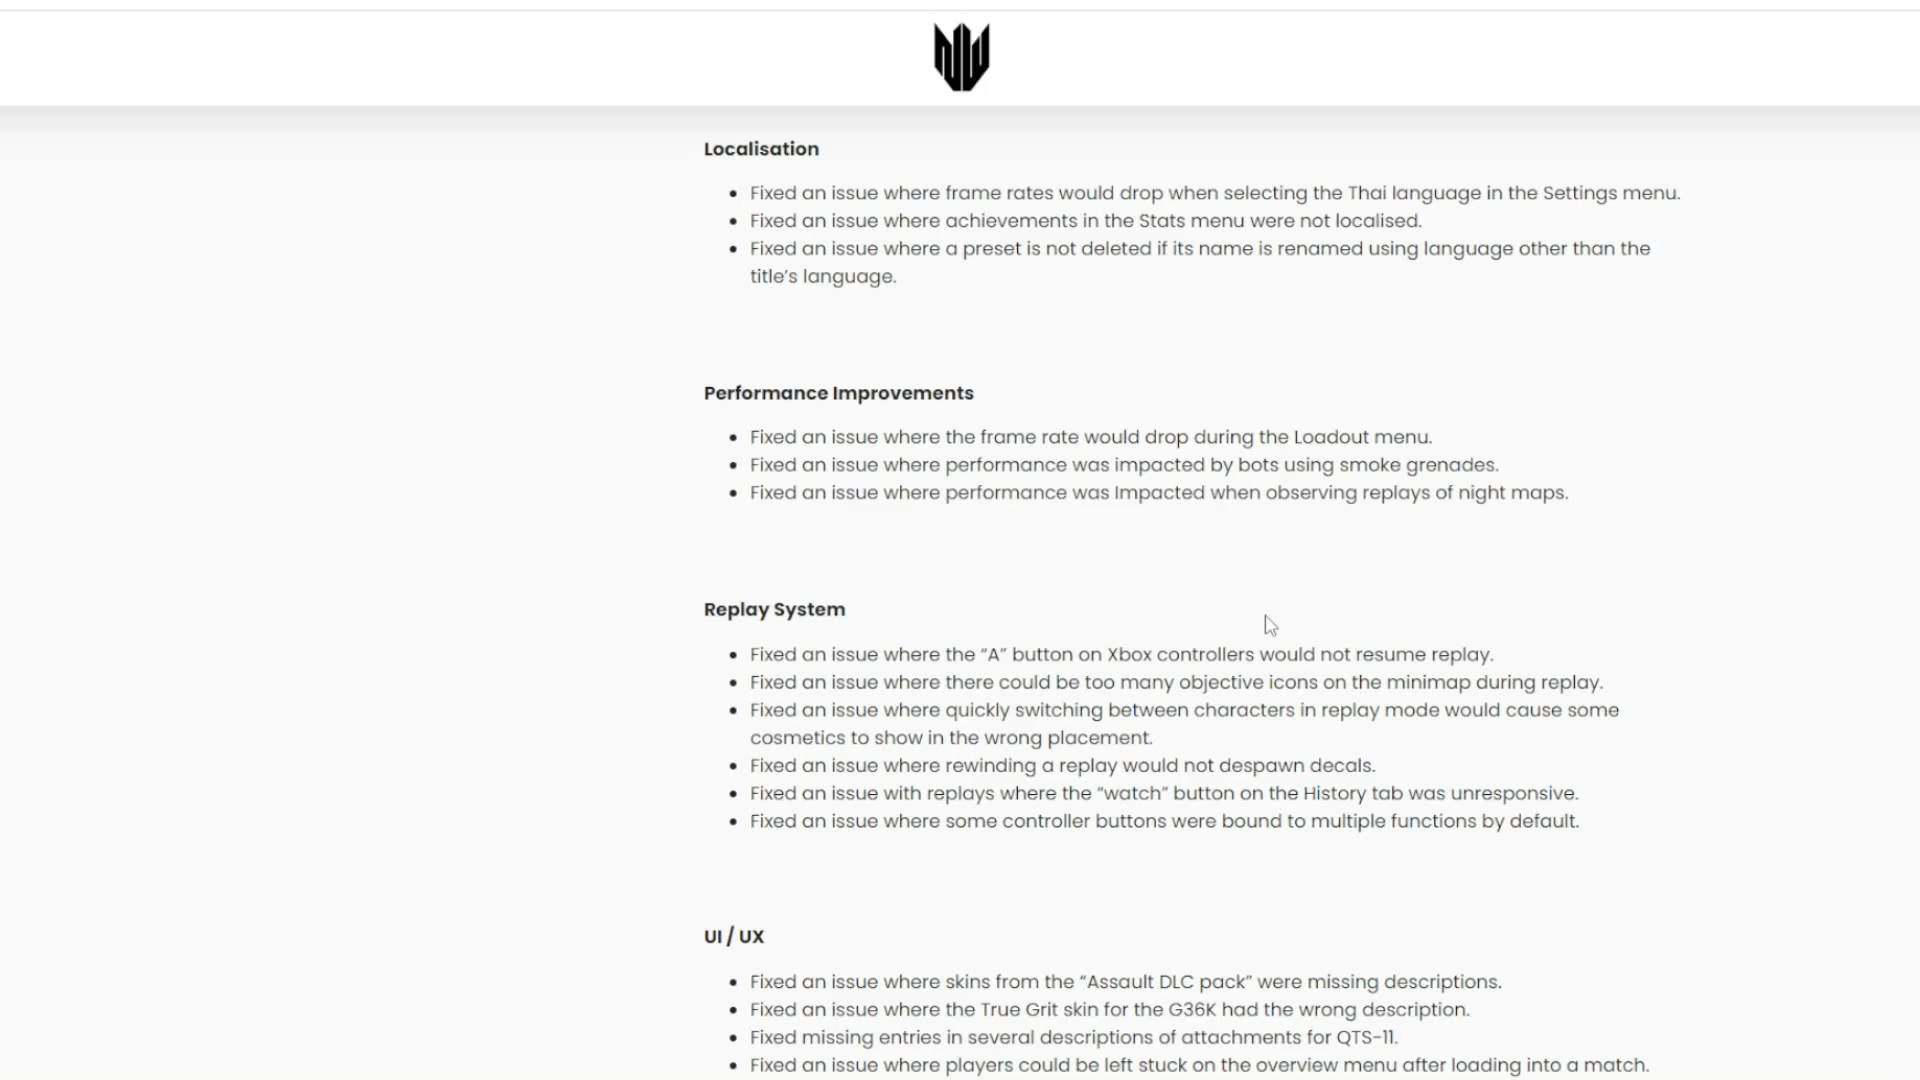 Localisation
Fixed an issue where frame rates would drop when selecting the Thai language in the Settings menu.
Fixed an issue where achievements in the Stats menu were not localised.
Fixed an issue where a preset is not deleted if its name is renamed using language other than the
title’s language.
Performance Improvements
Fixed an issue where the frame rate would drop during the Loadout menu.
Fixed an issue where performance was impacted by bots using smoke grenades.
Fixed an issue where performance was Impacted when observing replays of night maps.
Replay System
Fixed an issue where the “A” button on Xbox controllers would not resume replay.
Fixed an issue where there could be too many objective icons on the minimap during replay.
Fixed an issue where quickly switching between characters in replay mode would cause some
cosmetics to show in the wrong placement.
Fixed an issue where rewinding a replay would not despawn decals.
Fixed an issue with replays where the “watch” button on the History tab was unresponsive.
Fixed an issue where some controller buttons were bound to multiple functions by default.
UI / UX
Fixed an issue where skins from the “Assault DLC pack” were missing descriptions.
Fixed an issue where the True Grit skin for the G36K had the wrong description.
Fixed missing entries in several descriptions of attachments for QTS-11.
Fixed an issue where players could be left stuck on the overview menu after loading into a match.